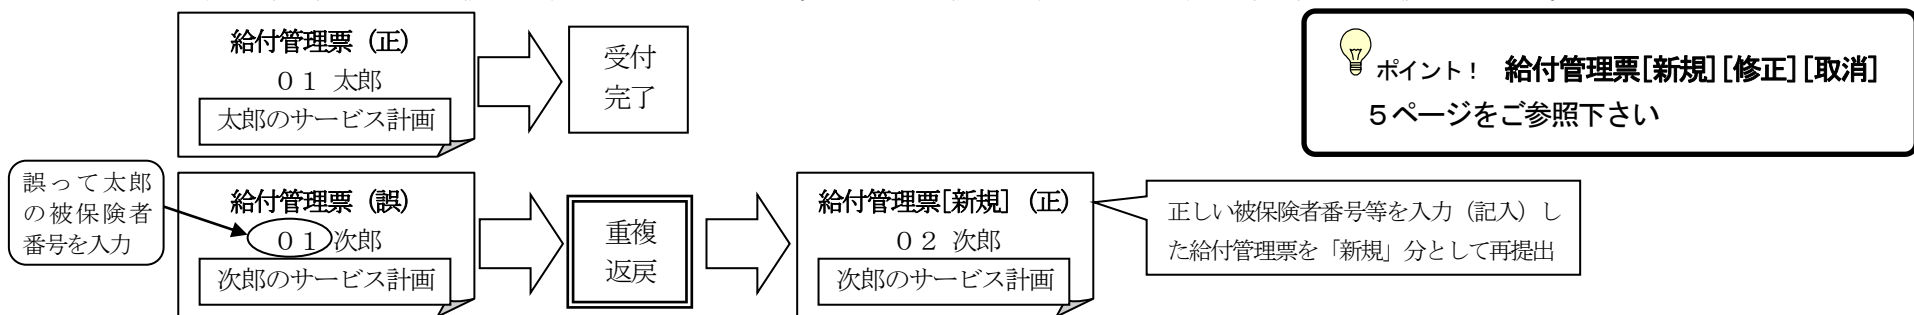 給付管理票（正）
０１ 太郎
太郎のサービス計画
受付
完了
ポイント！ 給付管理票[新規][修正][取消]
５ページをご参照下さい
誤って太郎
の被保険者
番号を入力
給付管理票（誤）
０１ 次郎
次郎のサービス計画
重複
返戻
給付管理票[新規]（正）
０２ 次郎
次郎のサービス計画
正しい被保険者番号等を入力（記入）し
た給付管理票を「新規」分として再提出